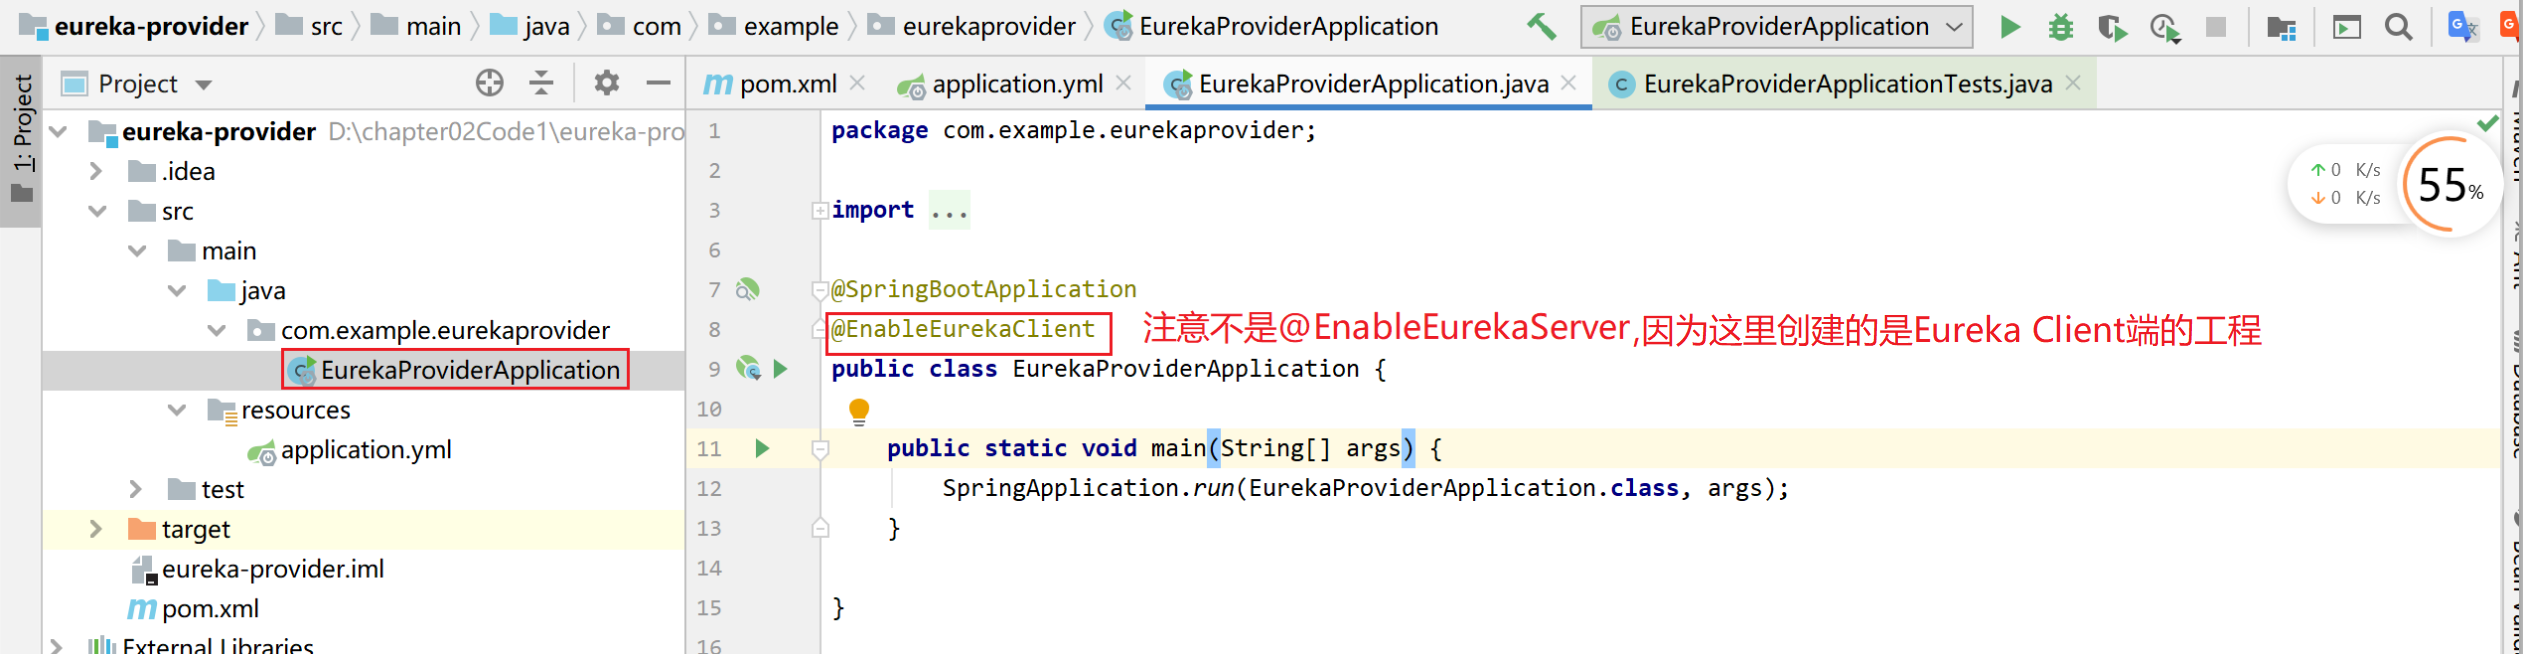 eureka-provider src main java com example eurekaprovider EurekaProviderApplication EurekaProviderApplication
1: Project
Project
pom.xml application.yml EurekaProviderApplication.java EurekaProviderApplicationTests.java
eureka-provider D:\chapter02Code1\eureka-pro
.idea
src
main
java
com.example.eurekaprovider
EurekaProviderApplication
resources
application.yml
test
target
eureka-provider.iml
pom.xml
External Libraries
1 package com.example.eurekaprovider;
2
3 import ...
6
7 @SpringBootApplication
8 @EnableEurekaClient 注意不是@EnableEurekaServer,因为这里创建的是Eureka Client端的工程
9 public class EurekaProviderApplication {
10
11 public static void main(String[] args) {
12 SpringApplication.run(EurekaProviderApplication.class, args);
13 }
14
15 }
16
↑ 0 K/s
↓ 0 K/s
55%